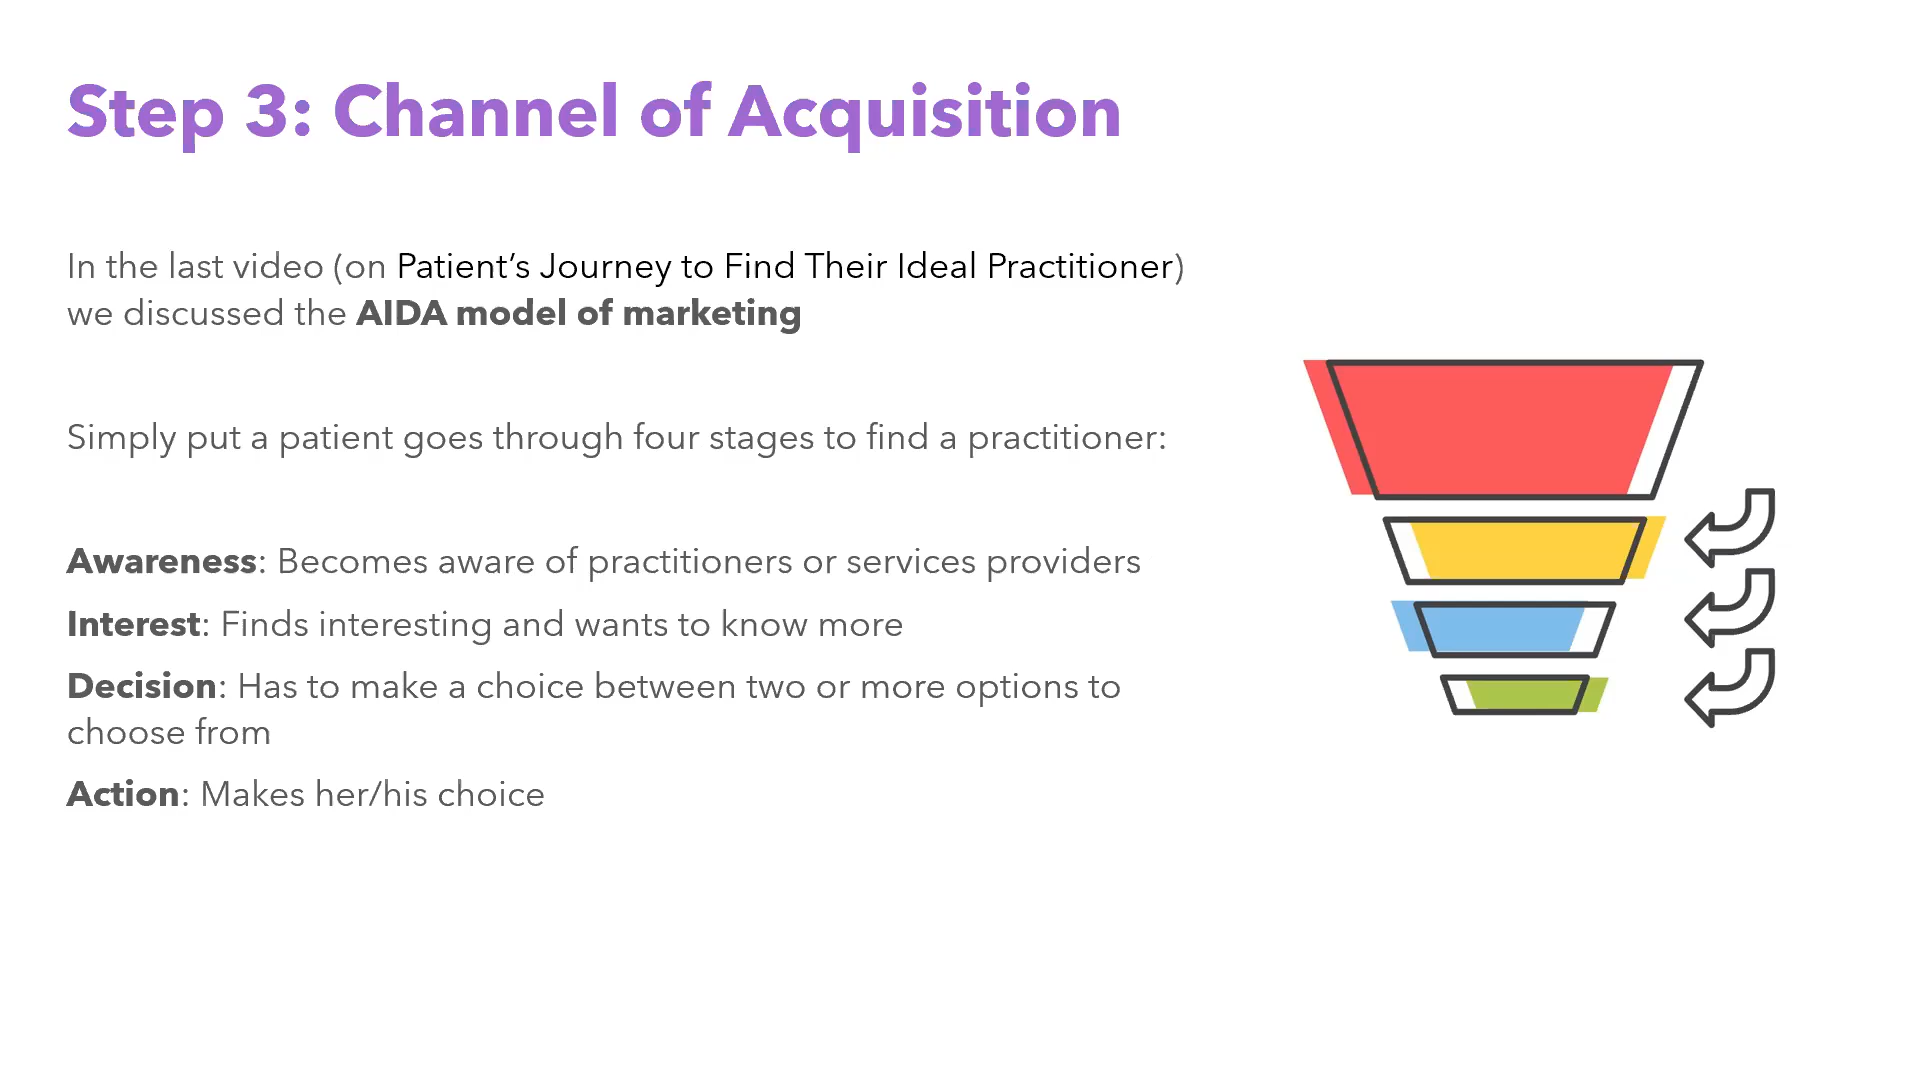 Step 3: Channel of Acquisition
In the last video (on Patient’s Journey to Find Their Ideal Practitioner)
we discussed the AIDA model of marketing
Simply put a patient goes through four stages to find a practitioner:
Awareness: Becomes aware of practitioners or services providers
Interest: Finds interesting and wants to know more
Decision: Has to make a choice between two or more options to
choose from
Action: Makes her/his choice